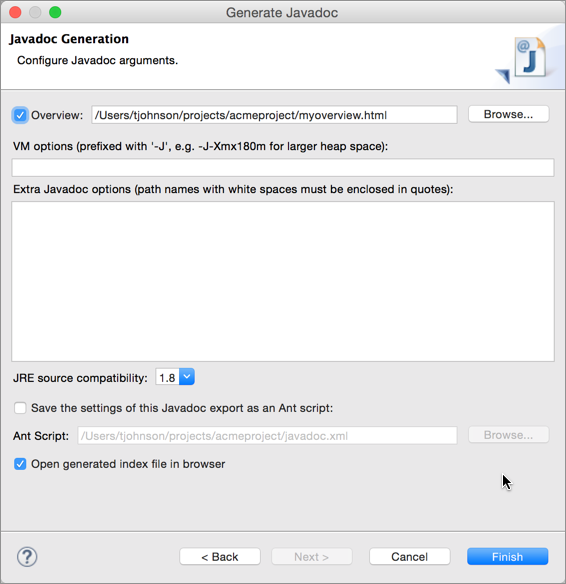 Generate Javadoc
Javadoc Generation
Configure Javadoc arguments.
@
J
Overview: /Users/tjohnson/projects/acmeproject/myoverview.html Browse...
VM options (prefixed with '-J', e.g. -J-Xmx180m for larger heap space):
Extra Javadoc options (path names with white spaces must be enclosed in quotes):
JRE source compatibility: 1.8
Save the settings of this Javadoc export as an Ant script:
Ant Script: /Users/tjohnson/projects/acmeproject/javadoc.xml Browse...
Open generated index file in browser
? < Back Next > Cancel Finish